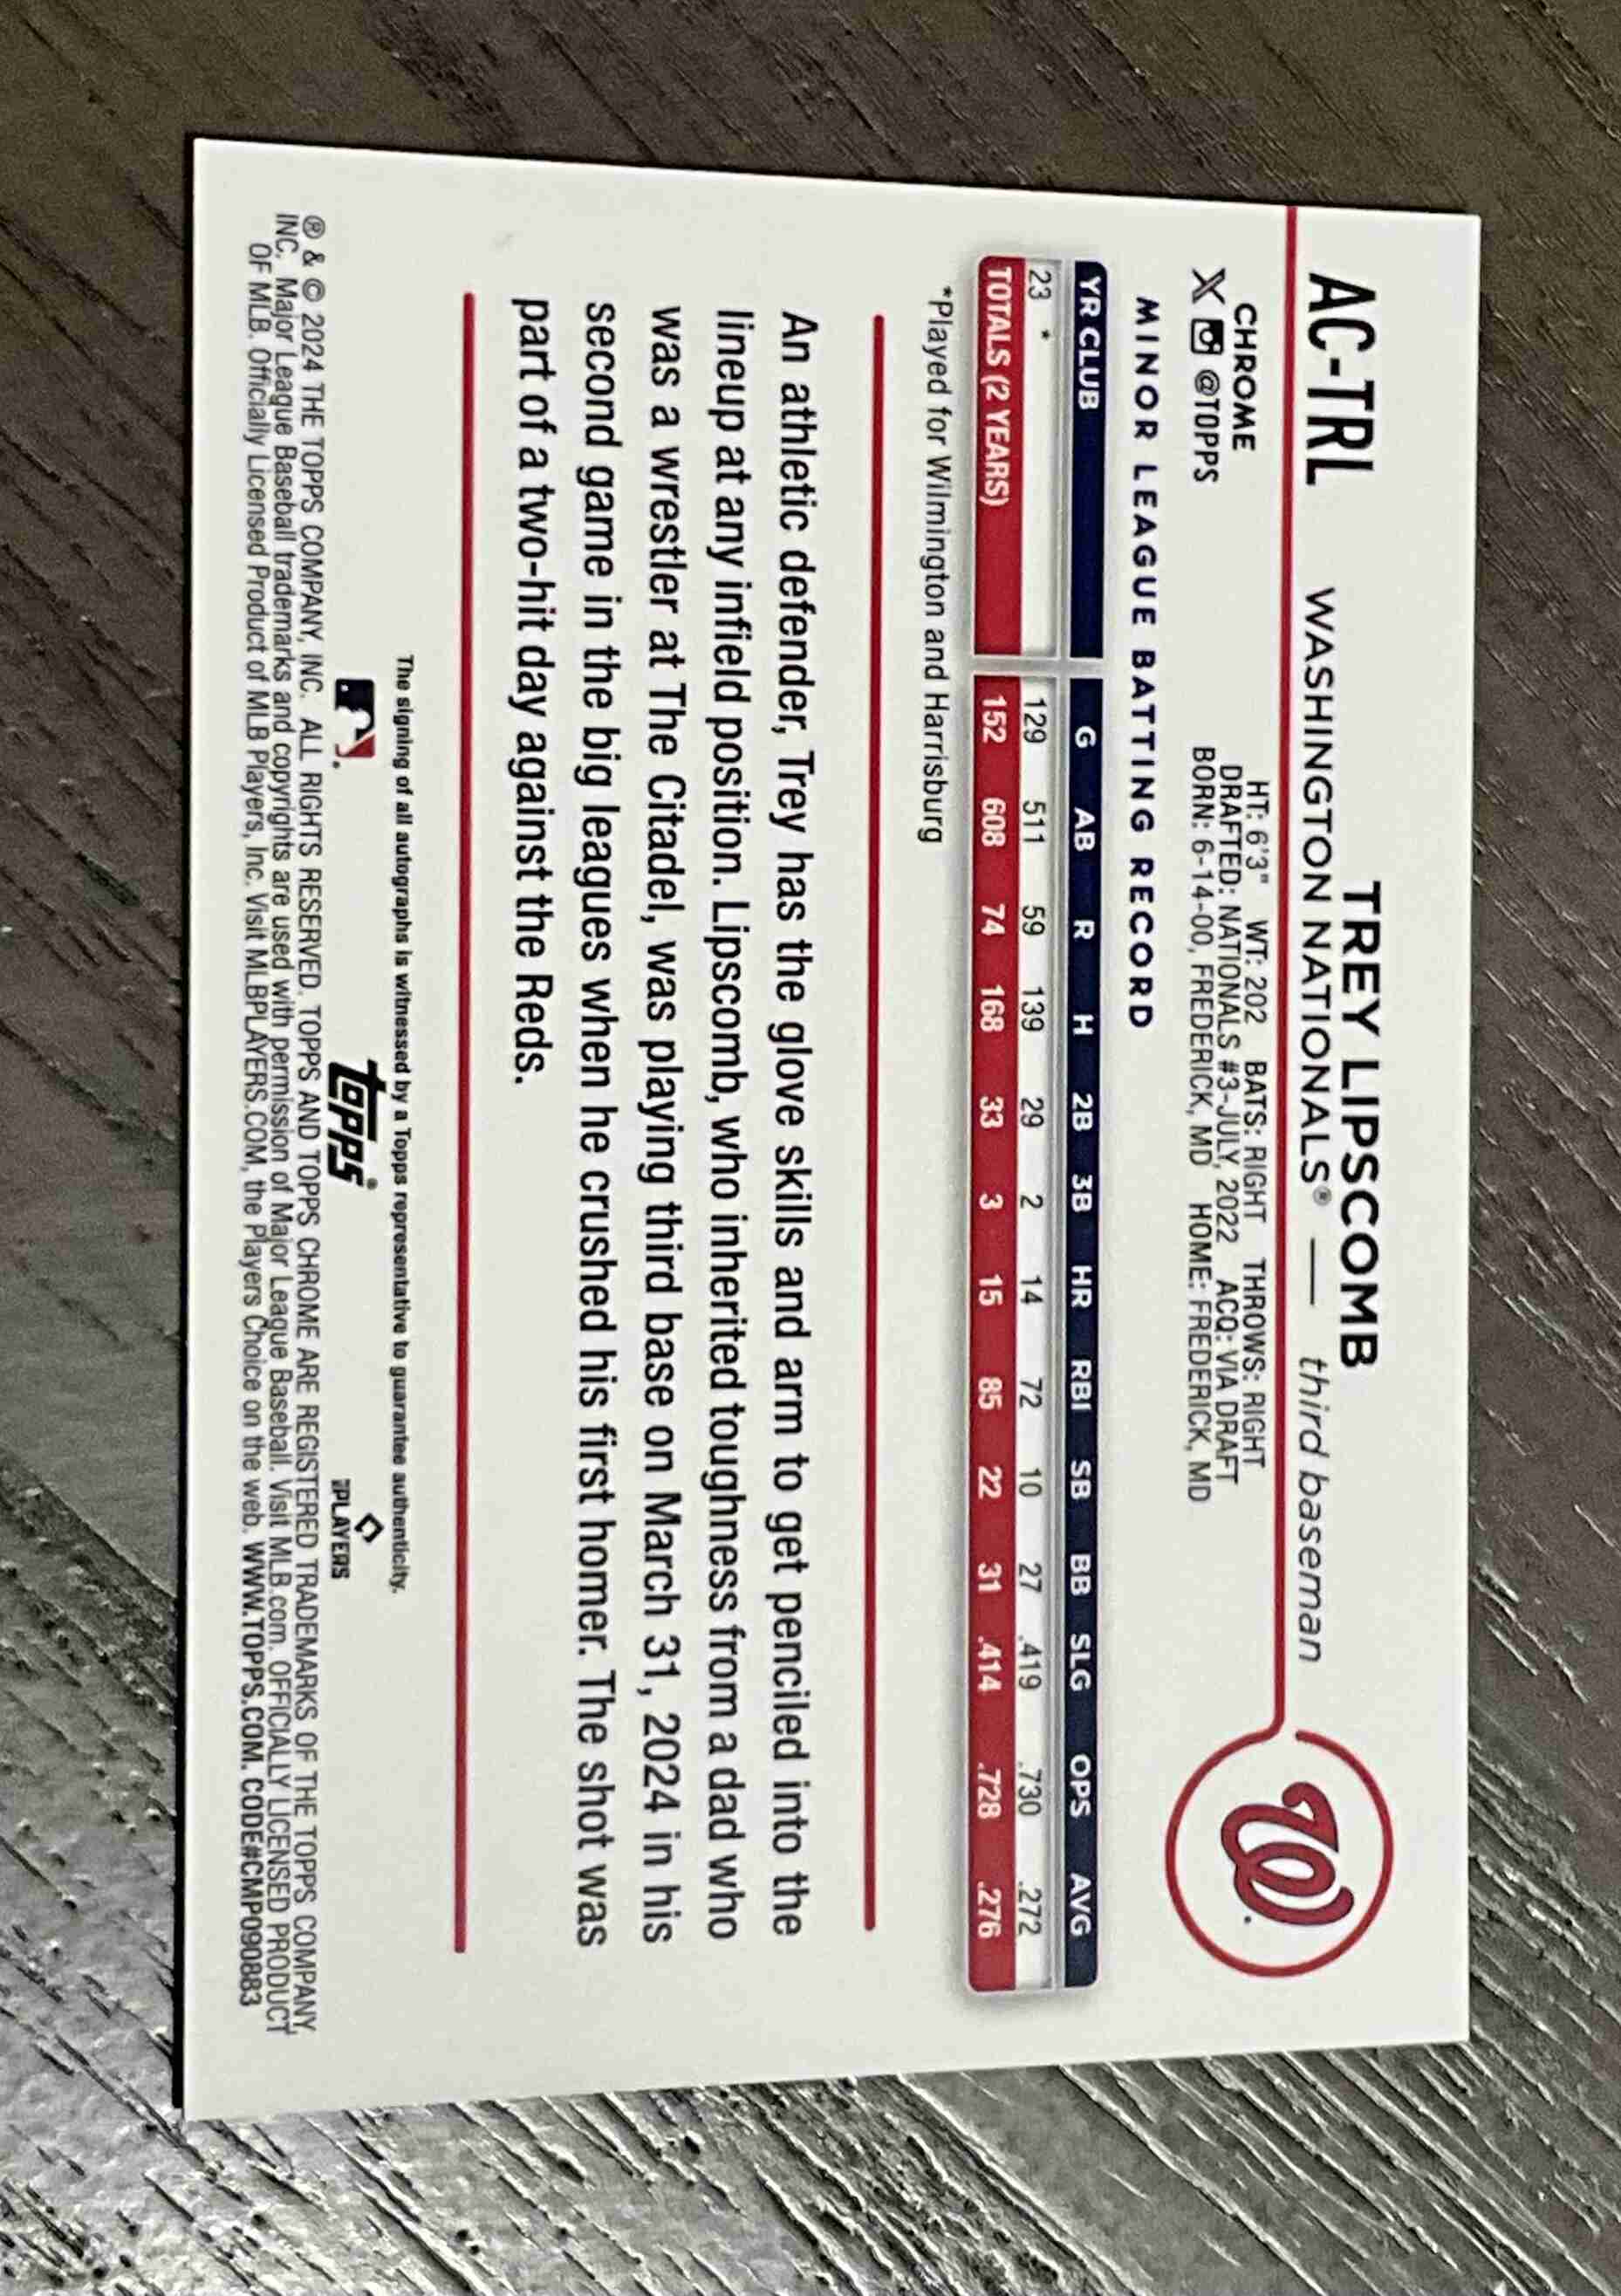 AC-TRL
TREY LIPSCOMB
WASHINGTON NATIONALS® — third baseman
CHROME
X @TOPPS
HT: 6'3" WT: 202 BATS: RIGHT THROWS: RIGHT
DRAFTED: NATIONALS #3-JULY, 2022 ACQ: VIA DRAFT
BORN: 6-14-00, FREDERICK, MD HOME: FREDERICK, MD
W
MINOR LEAGUE BATTING RECORD
YR CLUB G AB R H 2B 3B HR RBI SB BB SLG OPS AVG
23 * 129 511 59 139 29 2 14 72 10 27 .419 .730 .272
TOTALS (2 YEARS) 152 608 74 168 33 3 15 85 22 31 .414 .728 .276
*Played for Wilmington and Harrisburg
An athletic defender, Trey has the glove skills and arm to get penciled into the
lineup at any infield position. Lipscomb, who inherited toughness from a dad who
was a wrestler at The Citadel, was playing third base on March 31, 2024 in his
second game in the big leagues when he crushed his first homer. The shot was
part of a two-hit day against the Reds.
The signing of all autographs is witnessed by a Topps representative to guarantee authenticity.
topps®
PLAYERS
® & © 2024 THE TOPPS COMPANY, INC. ALL RIGHTS RESERVED. TOPPS AND TOPPS CHROME ARE REGISTERED TRADEMARKS OF THE TOPPS COMPANY,
INC. Major League Baseball trademarks and copyrights are used with permission of Major League Baseball. Visit MLB.com. OFFICIALLY LICENSED PRODUCT
OF MLB. Officially Licensed Product of MLB Players, Inc. Visit MLBPLAYERS.COM, the Players Choice on the web. WWW.TOPPS.COM. CODE#CMP090883